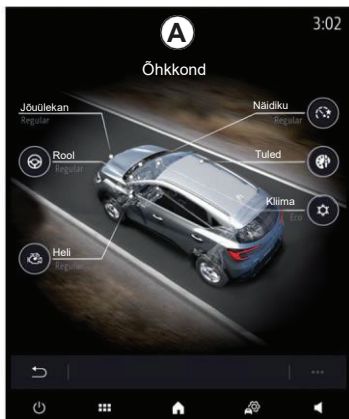 A
3:02
Õhkkond
Jõuülekan
Regular
Näidiku
Regular
Rool
Regular
Tuled
Kliima
Eco
Heli
Regular